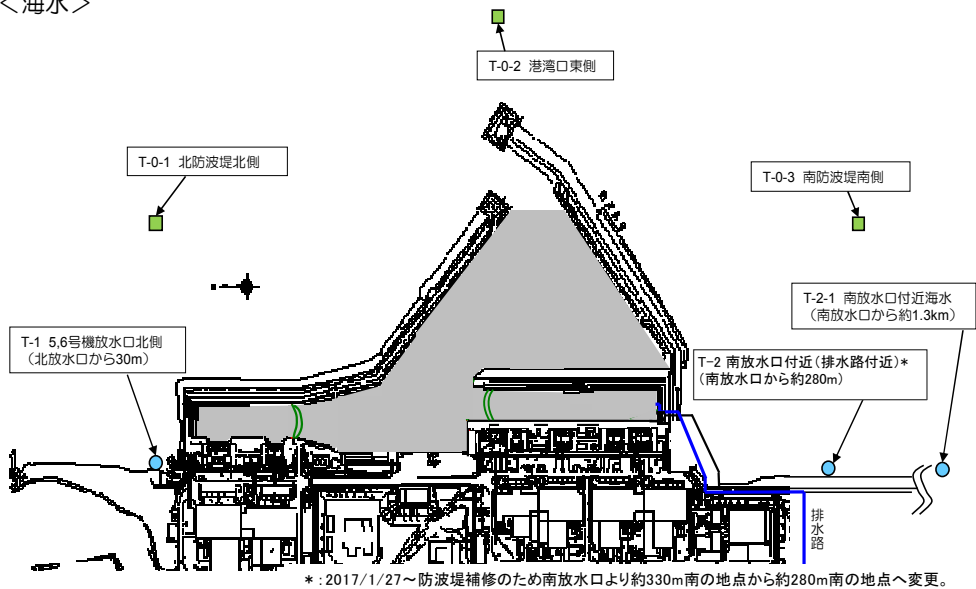 <海水>
T-0-2 港湾口東側
T-0-1 北防波堤北側
T-0-3 南防波堤南側
T-2-1 南放水口付近海水
(南放水口から約1.3km)
T-1 5,6号機放水口北側
(北放水口から30m)
T-2 南放水口付近(排水路付近)*
(南放水口から約280m)
排水路
*:2017/1/27～防波堤補修のため南放水口より約330m南の地点から約280m南の地点へ変更。